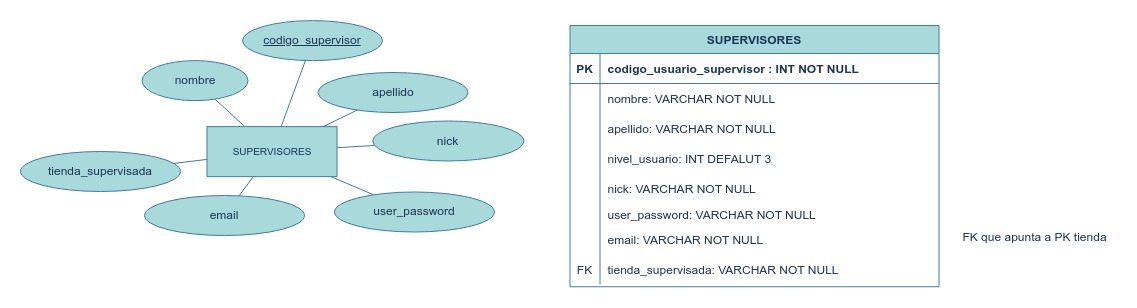 codigo_supervisor
nombre
apellido
nick
SUPERVISORES
tienda_supervisada
email
user_password
SUPERVISORES
PK codigo_usuario_supervisor : INT NOT NULL
nombre: VARCHAR NOT NULL
apellido: VARCHAR NOT NULL
nivel_usuario: INT DEFALUT 3
nick: VARCHAR NOT NULL
user_password: VARCHAR NOT NULL
email: VARCHAR NOT NULL
FK tienda_supervisada: VARCHAR NOT NULL
FK que apunta a PK tienda